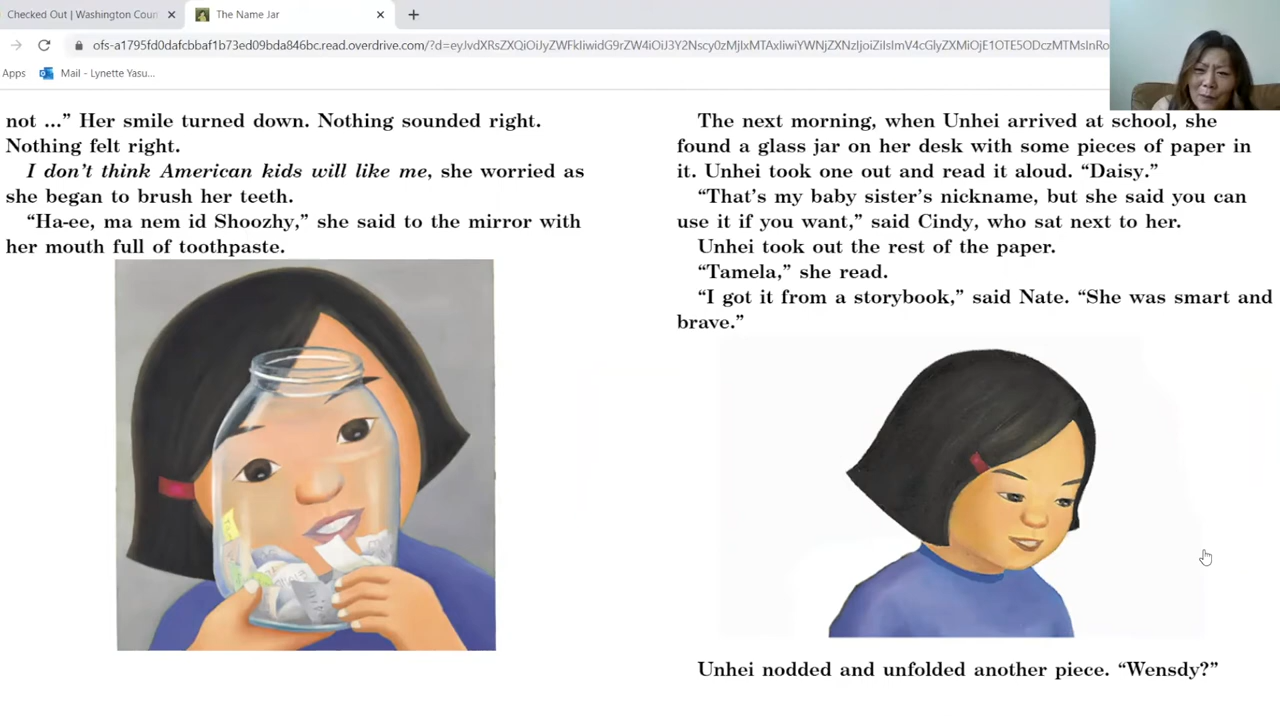 Checked Out | Washington Coun
The Name Jar
ofs-a1795fd0dafcbbaf1b73ed09bda846bc.read.overdrive.com/?d=
Apps
Mail - Lynette Yasu...
not ...” Her smile turned down. Nothing sounded right.
Nothing felt right.
I don’t think American kids will like me, she worried as
she began to brush her teeth.
“Ha-ee, ma nem id Shoozhy,” she said to the mirror with
her mouth full of toothpaste.
The next morning, when Unhei arrived at school, she
found a glass jar on her desk with some pieces of paper in
it. Unhei took one out and read it aloud. “Daisy.”
“That’s my baby sister’s nickname, but she said you can
use it if you want,” said Cindy, who sat next to her.
Unhei took out the rest of the paper.
“Tamela,” she read.
“I got it from a storybook,” said Nate. “She was smart and
brave.”
Unhei nodded and unfolded another piece. “Wensdy?”